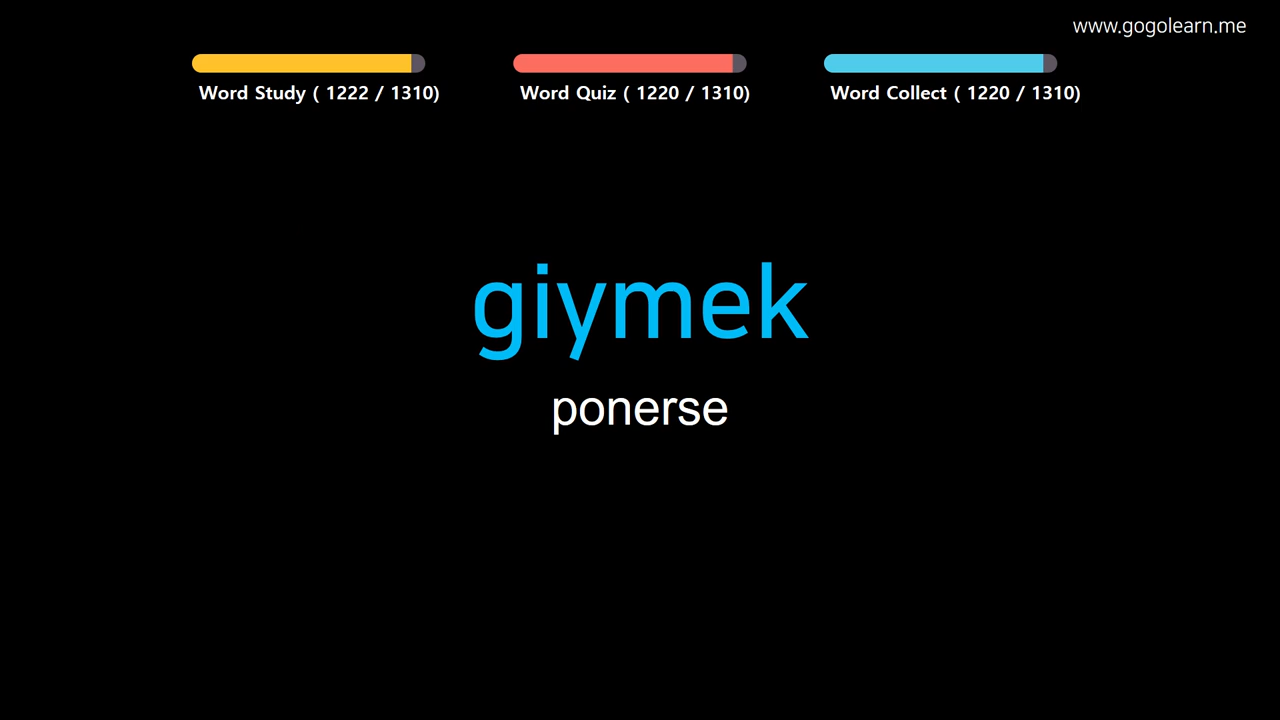 www.gogolearn.me
Word Study ( 1222 / 1310)
Word Quiz ( 1220 / 1310)
Word Collect ( 1220 / 1310)
giymek
ponerse